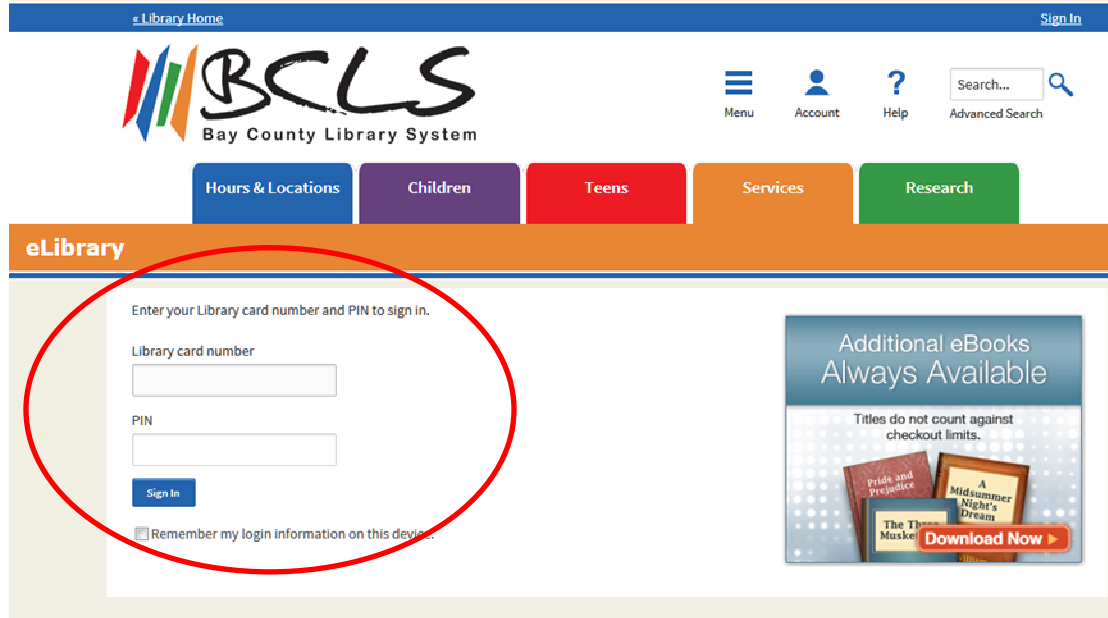 « Library Home
Sign In
BCLS
Bay County Library System
Menu
Account
Help
Search...
Advanced Search
Hours & Locations
Children
Teens
Services
Research
eLibrary
Enter your Library card number and PIN to sign in.
Library card number
PIN
Sign In
Remember my login information on this device.
Additional eBooks
Always Available
Titles do not count against
checkout limits.
Pride and
Prejudice
A
Midsummer
Night's
Dream
The Three
Musket
Download Now